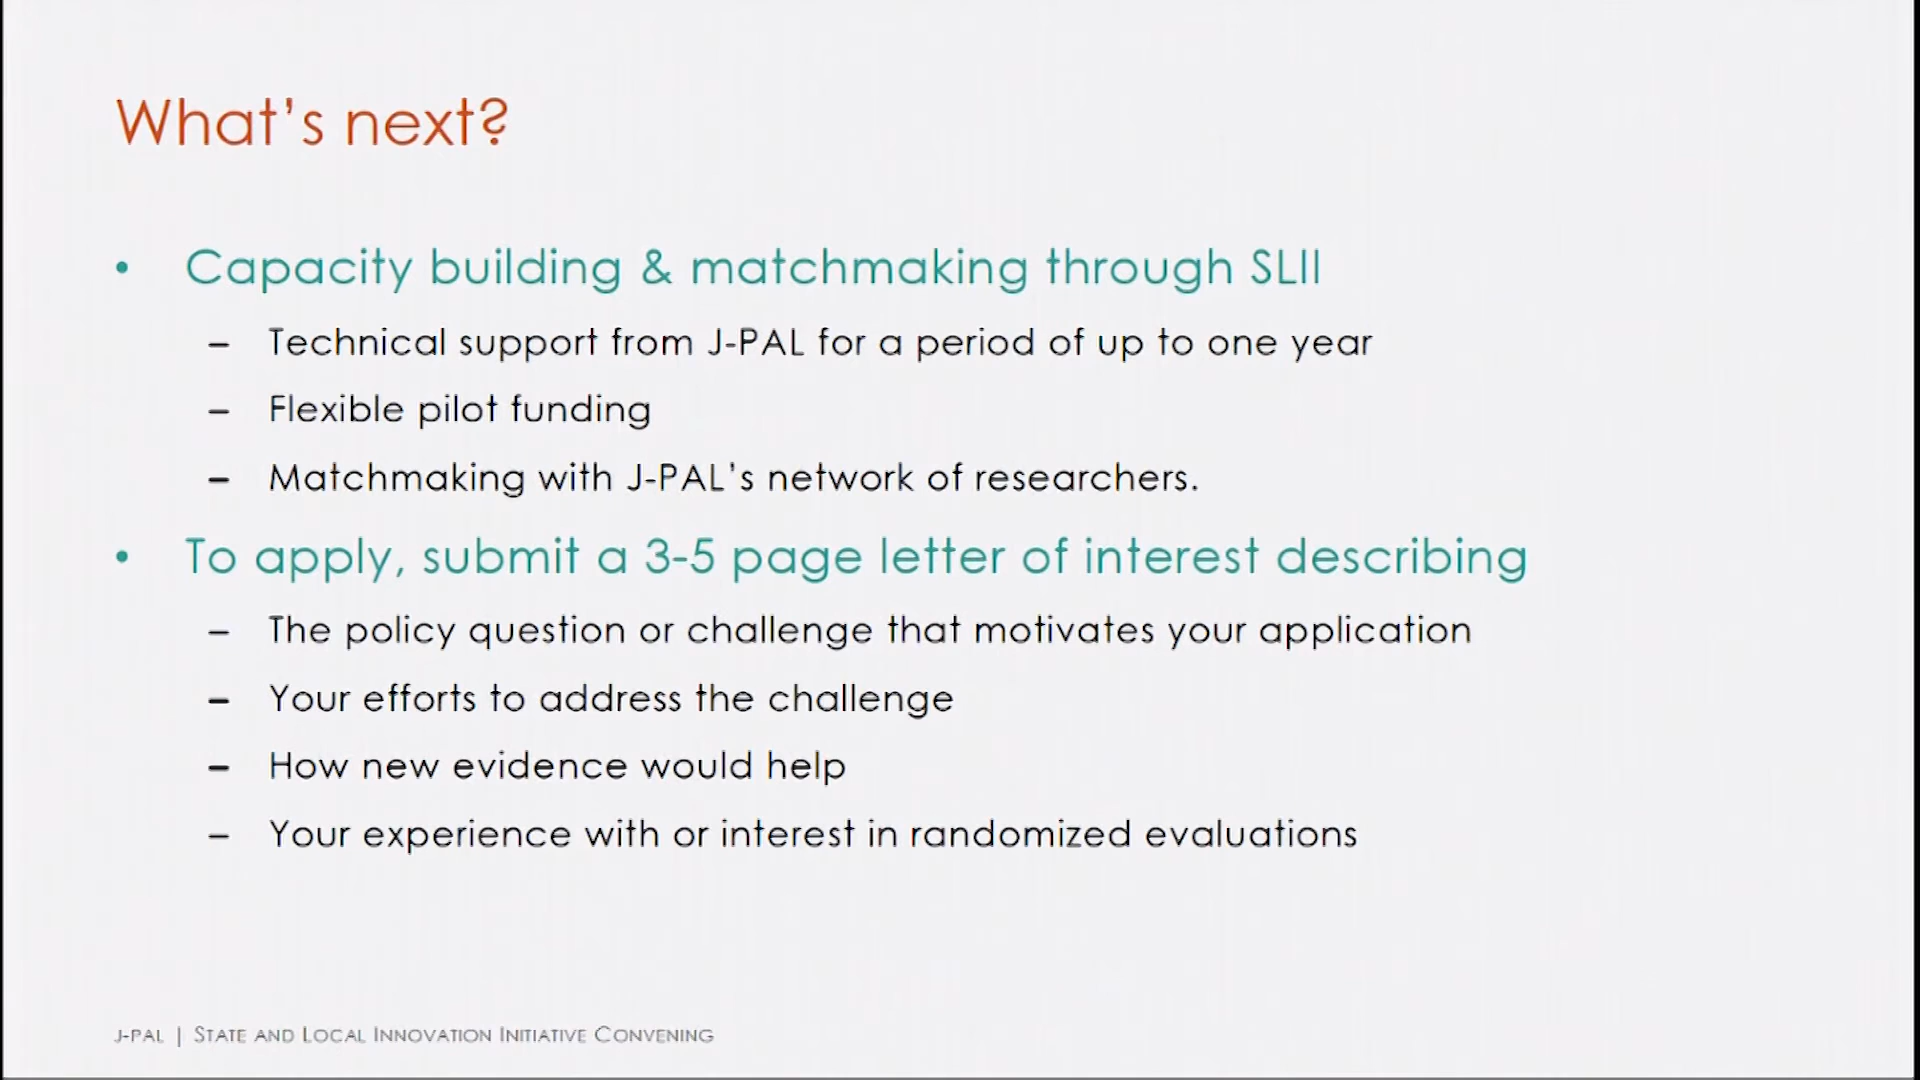 What's next?
• Capacity building & matchmaking through SLII
– Technical support from J-PAL for a period of up to one year
– Flexible pilot funding
– Matchmaking with J-PAL's network of researchers.
• To apply, submit a 3-5 page letter of interest describing
– The policy question or challenge that motivates your application
– Your efforts to address the challenge
– How new evidence would help
– Your experience with or interest in randomized evaluations
J-PAL | STATE AND LOCAL INNOVATION INITIATIVE CONVENING